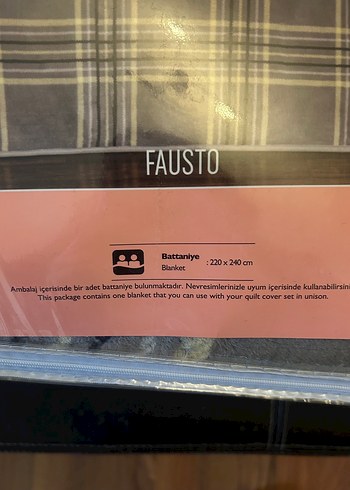 FAUSTO
Battaniye : 220 x 240 cm
Blanket
Ambalaj içerisinde bir adet battaniye bulunmaktadır. Nevresimlerinizle uyum içerisinde kullanabilirsini
This package contains one blanket that you can use with your quilt cover set in unison.